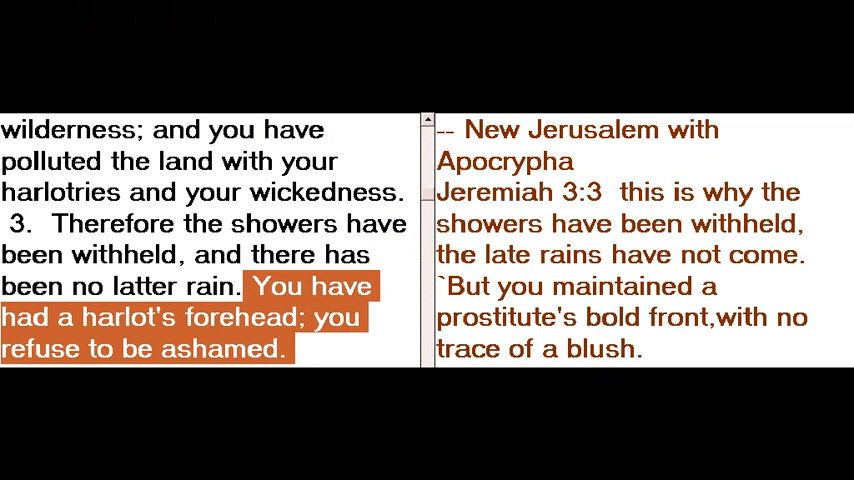 wilderness; and you have
polluted the land with your
harlotries and your wickedness.
3. Therefore the showers have
been withheld, and there has
been no latter rain. You have
had a harlot's forehead; you
refuse to be ashamed.
-- New Jerusalem with
Apocrypha
Jeremiah 3:3 this is why the
showers have been withheld,
the late rains have not come.
`But you maintained a
prostitute's bold front,with no
trace of a blush.